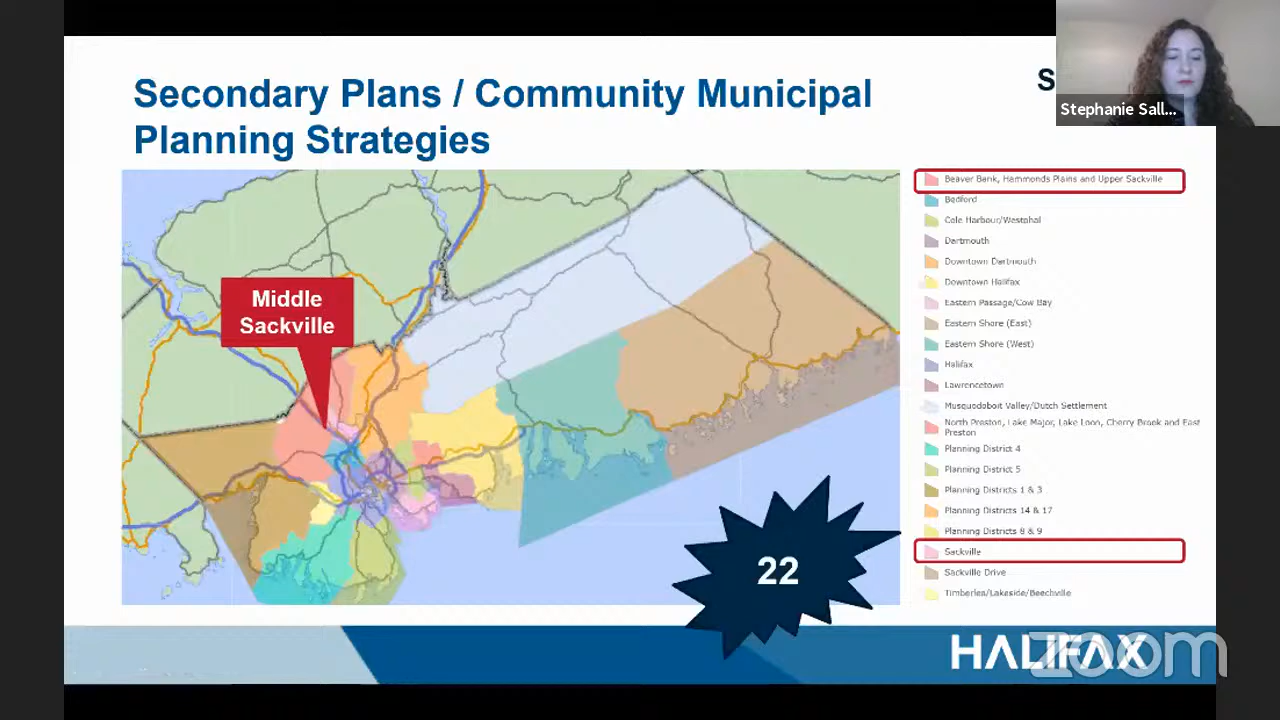 Secondary Plans / Community Municipal
Planning Strategies
S
Stephanie Sall...
Middle
Sackville
22
Beaver Bank, Hammonds Plains and Upper Sackville
Bedford
Cole Harbour/Westphal
Dartmouth
Downtown Dartmouth
Downtown Halifax
Eastern Passage/Cow Bay
Eastern Shore (East)
Eastern Shore (West)
Halifax
Lawrencetown
Musquodoboit Valley/Dutch Settlement
North Preston, Lake Major, Lake Loon, Cherry Brook and East
Preston
Planning District 4
Planning District 5
Planning Districts 1 & 3
Planning Districts 14 & 17
Planning Districts 8 & 9
Sackville
Sackville Drive
Timberlea/Lakeside/Beechville
HALIFAX
zoom